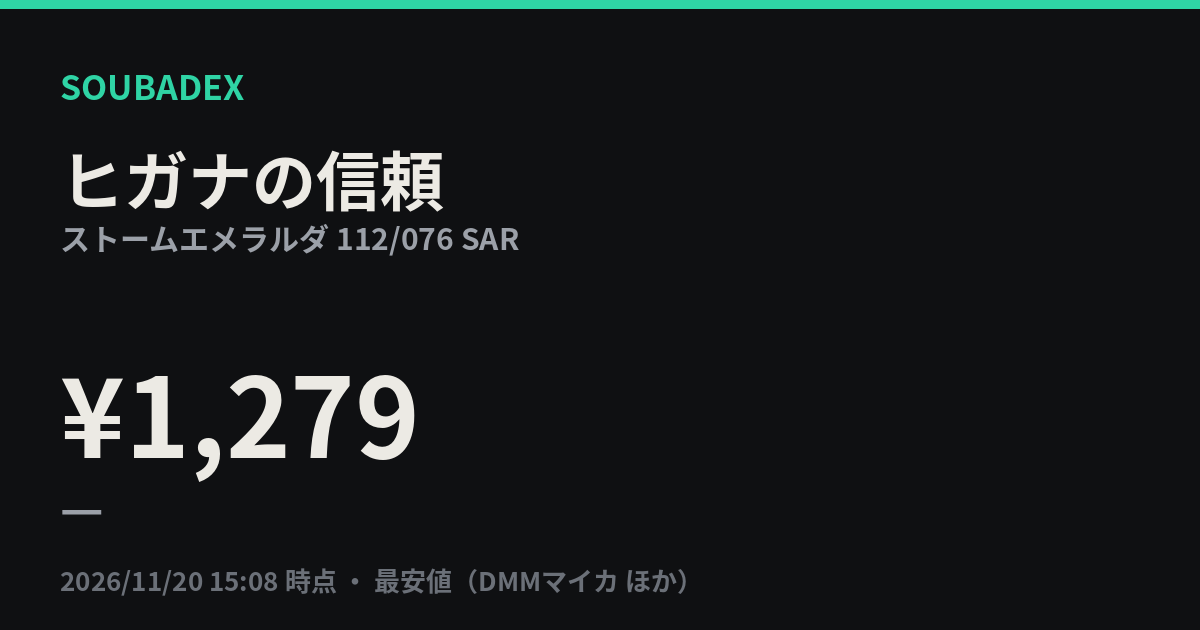 SOUBADEX
ヒガナの信頼
ストームエメラルダ 112/076 SAR
¥1,279
—
2026/11/20 15:08 時点 ・ 最安値（DMMマイカ ほか）